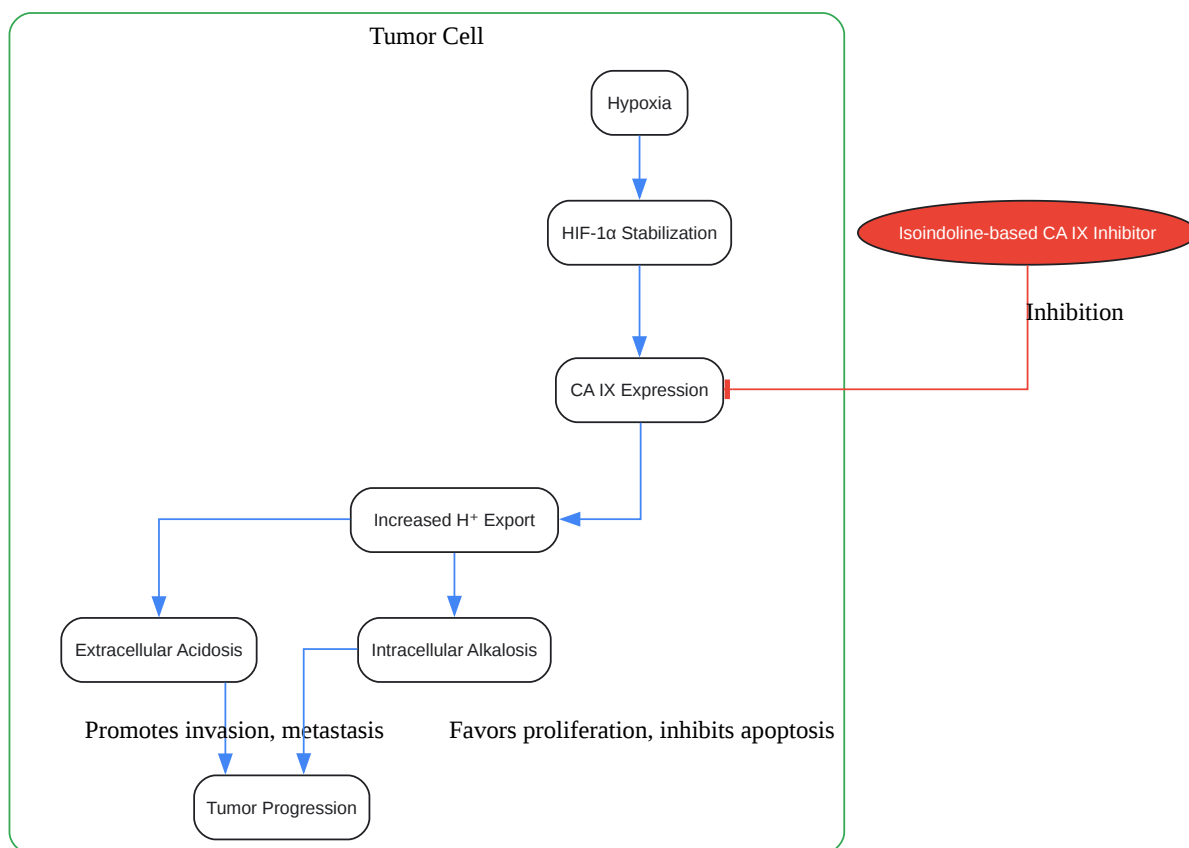 Tumor Cell
Hypoxia
HIF-1α Stabilization
Isoindoline-based CA IX Inhibitor
Inhibition
CA IX Expression
Increased H⁺ Export
Extracellular Acidosis
Intracellular Alkalosis
Promotes invasion, metastasis
Favors proliferation, inhibits apoptosis
Tumor Progression